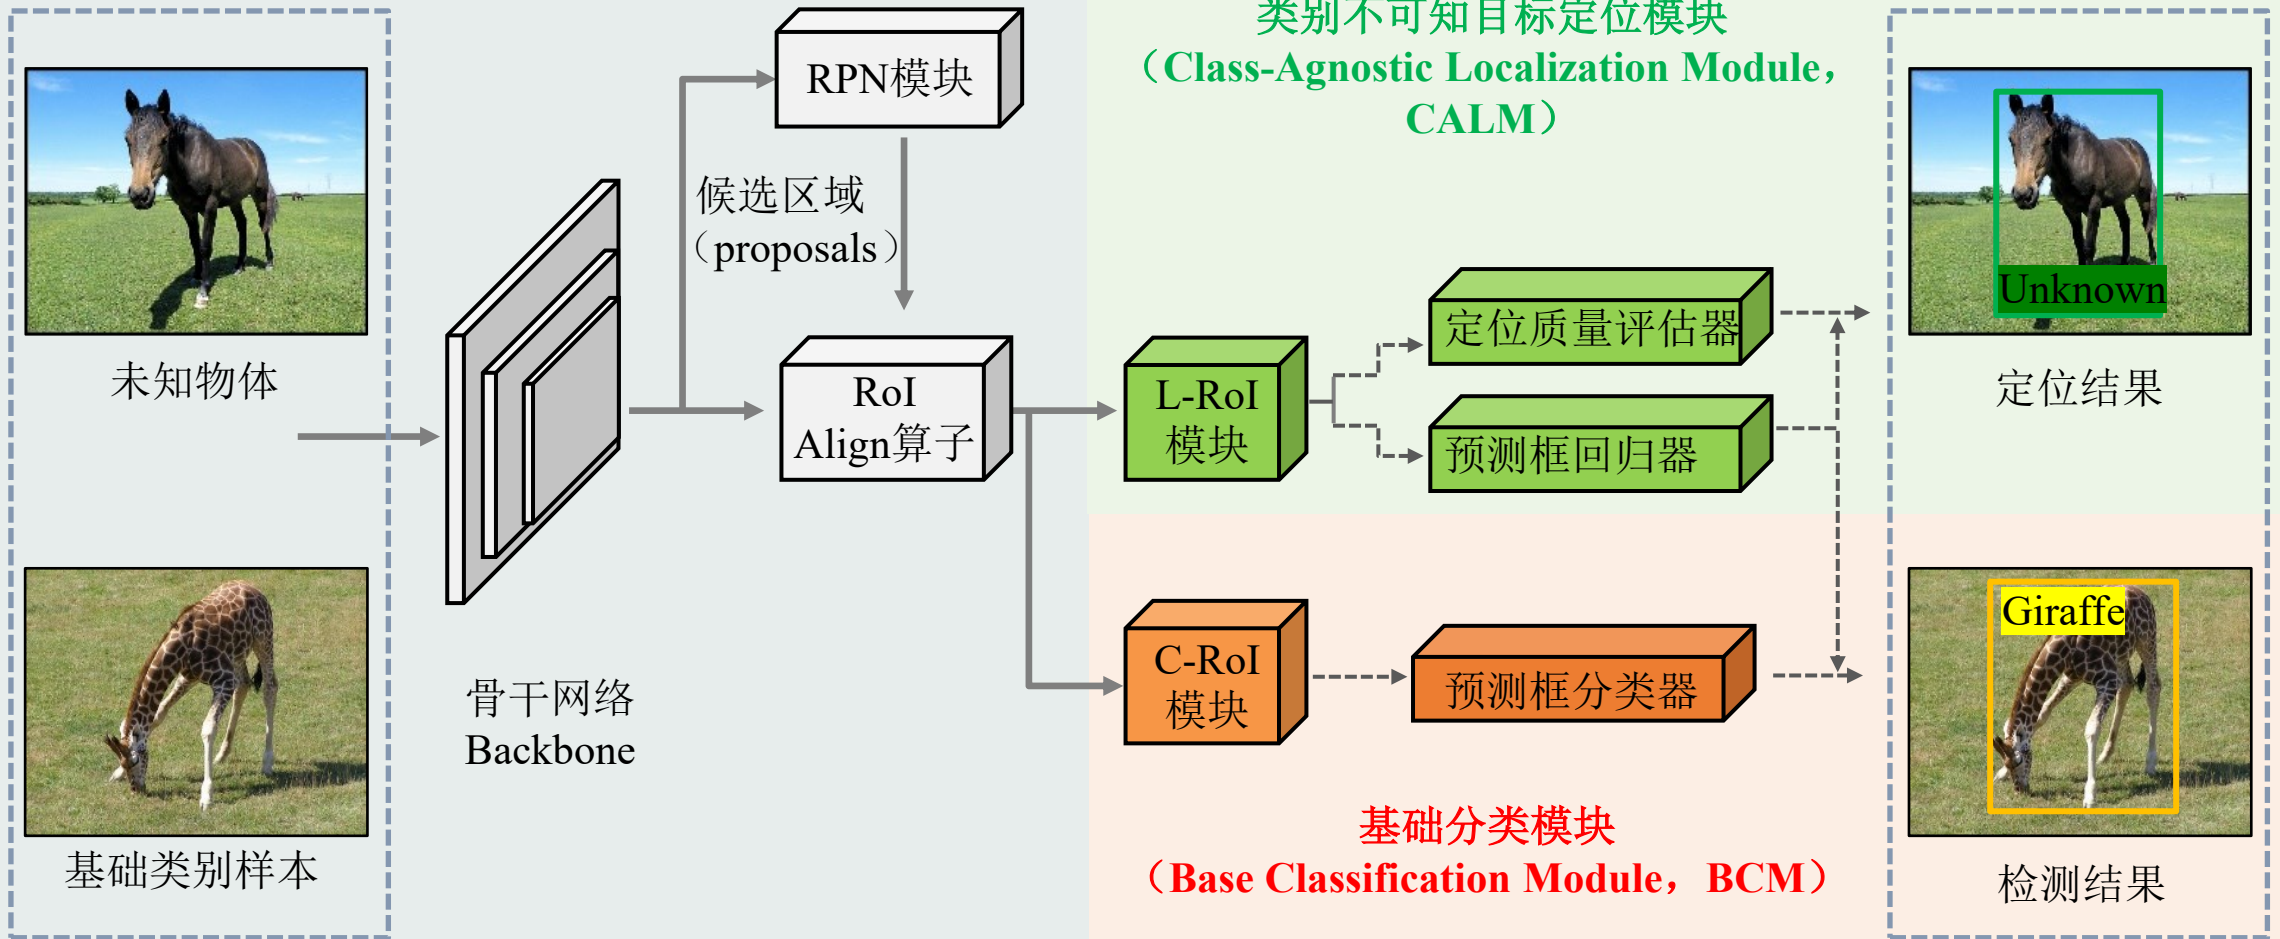 未知物体
基础类别样本
骨干网络
Backbone
RPN模块
候选区域
（proposals）
RoI
Align算子
类别不可知目标定位模块
（Class-Agnostic Localization Module，
CALM）
L-RoI
模块
定位质量评估器
预测框回归器
C-RoI
模块
预测框分类器
基础分类模块
（Base Classification Module，BCM）
Unknown
定位结果
Giraffe
检测结果